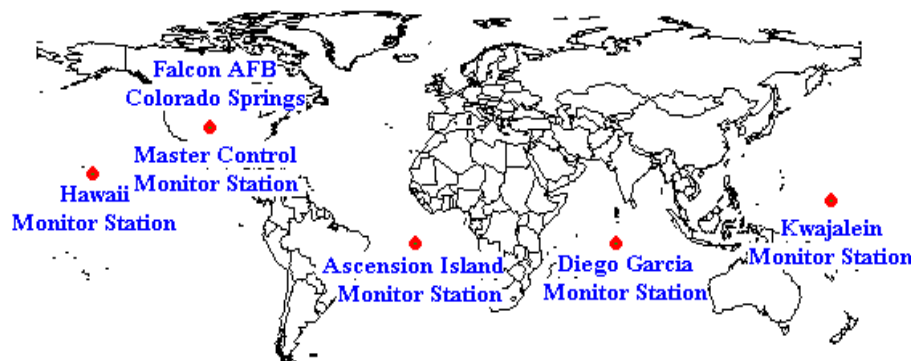 Falcon AFB
Colorado Springs
Master Control
Monitor Station
Hawaii
Monitor Station
Ascension Island
Monitor Station
Diego Garcia
Monitor Station
Kwajalein
Monitor Station